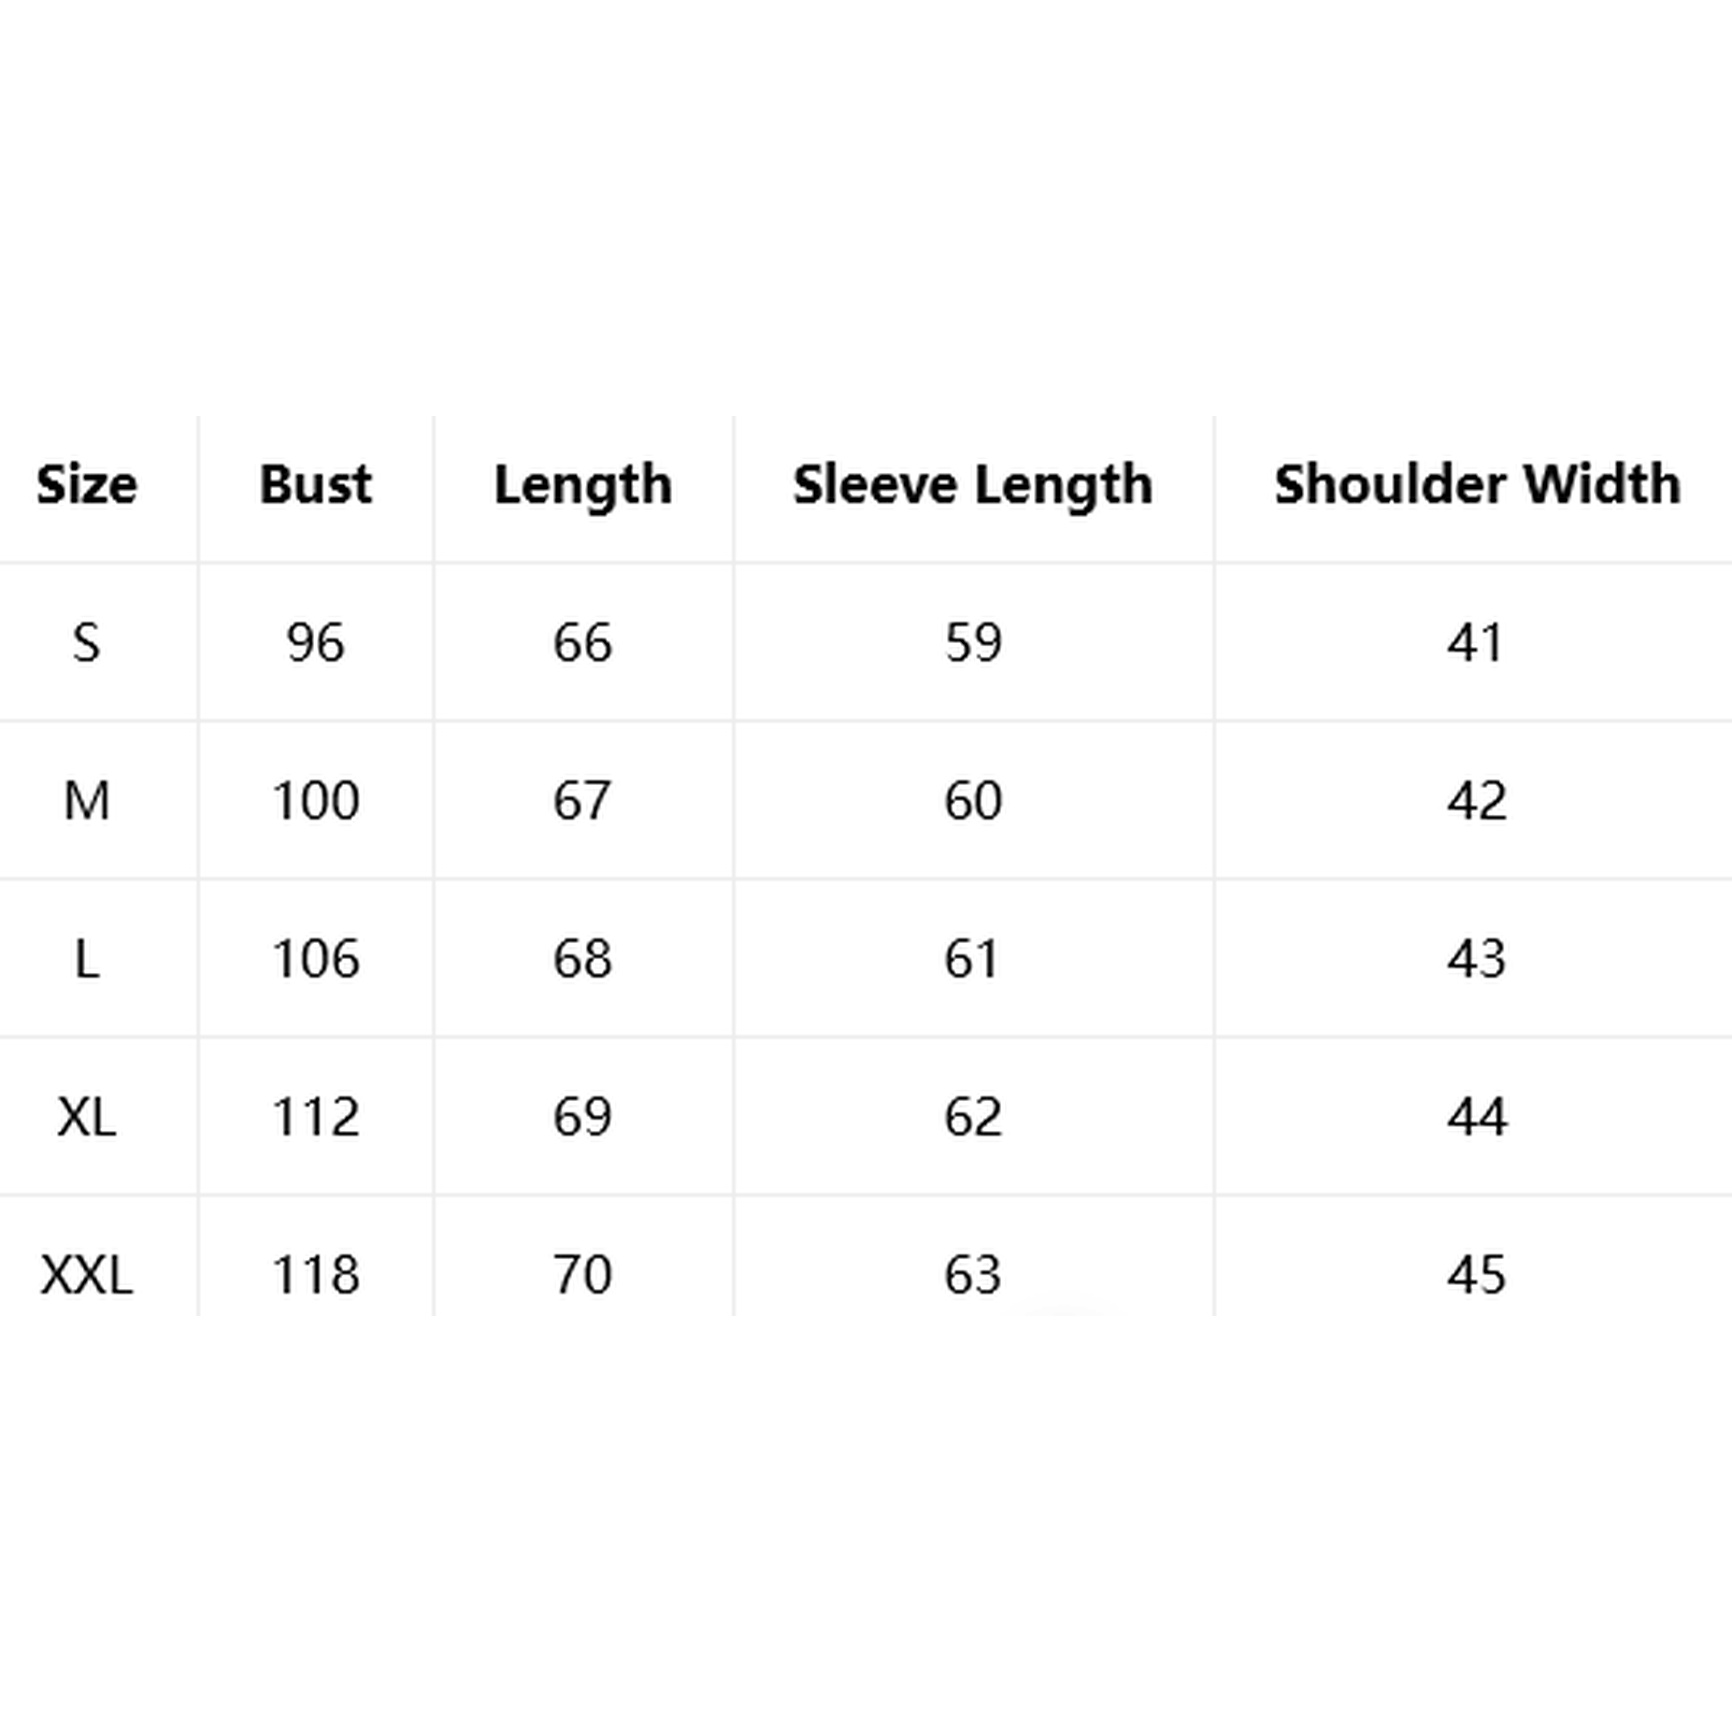 Size Bust Length Sleeve Length Shoulder Width
S 96 66 59 41
M 100 67 60 42
L 106 68 61 43
XL 112 69 62 44
XXL 118 70 63 45